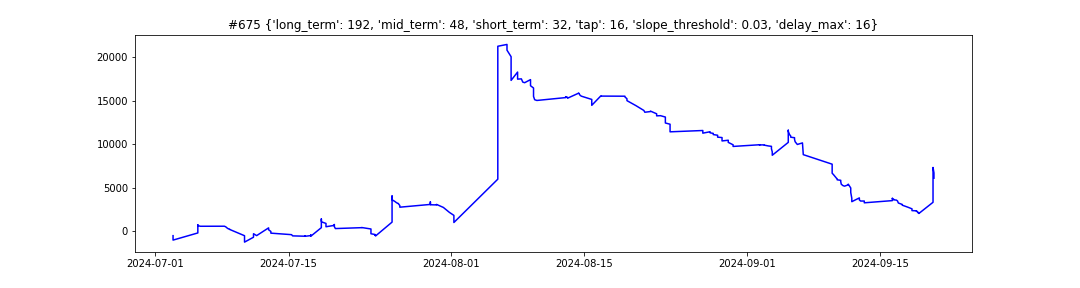 #675 {'long_term': 192, 'mid_term': 48, 'short_term': 32, 'tap': 16, 'slope_threshold': 0.03, 'delay_max': 16}
20000
15000
10000
5000
0
2024-07-01 2024-07-15 2024-08-01 2024-08-15 2024-09-01 2024-09-15